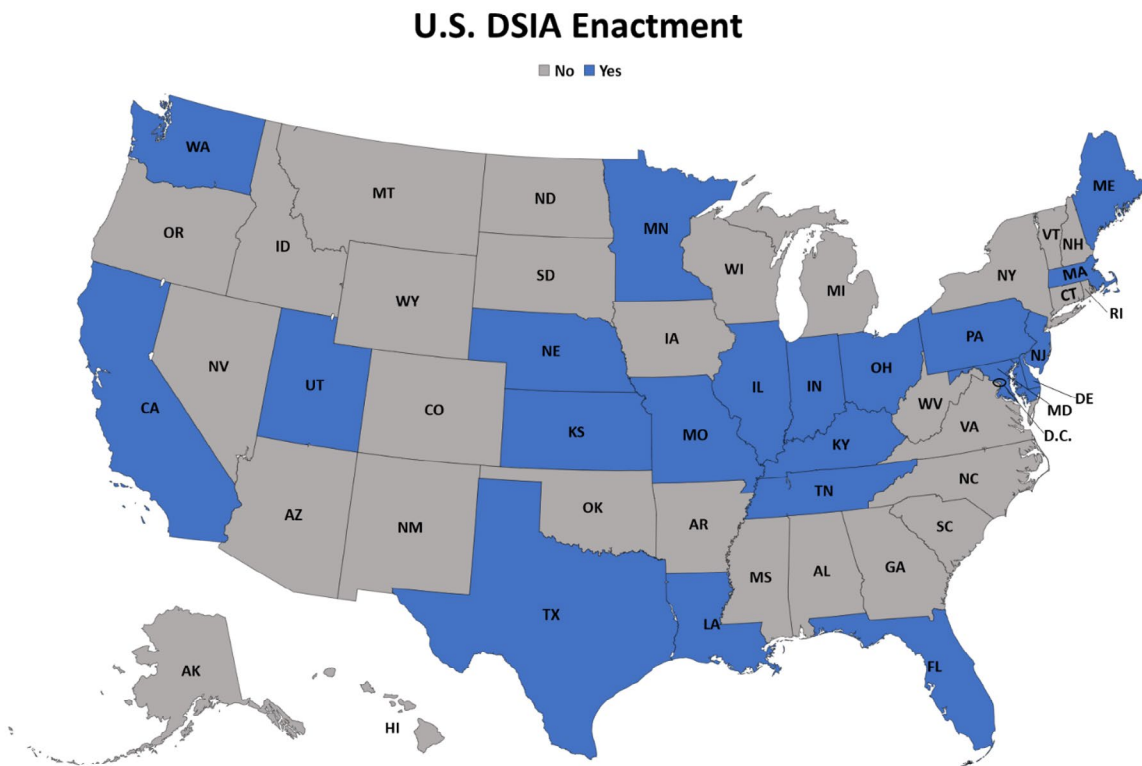 U.S. DSIA Enactment
No Yes
WA
ME
MT
ND
MN
VT
NH
OR
ID
SD
WI
NY
MA
MI
CT
WY
RI
IA
PA
NE
NJ
NV
OH
IL
IN
UT
DE
CA
CO
WV
MD
KS
MO
VA
KY
D.C.
NC
TN
OK
AZ
NM
AR
SC
MS
AL
GA
TX
LA
FL
AK
HI